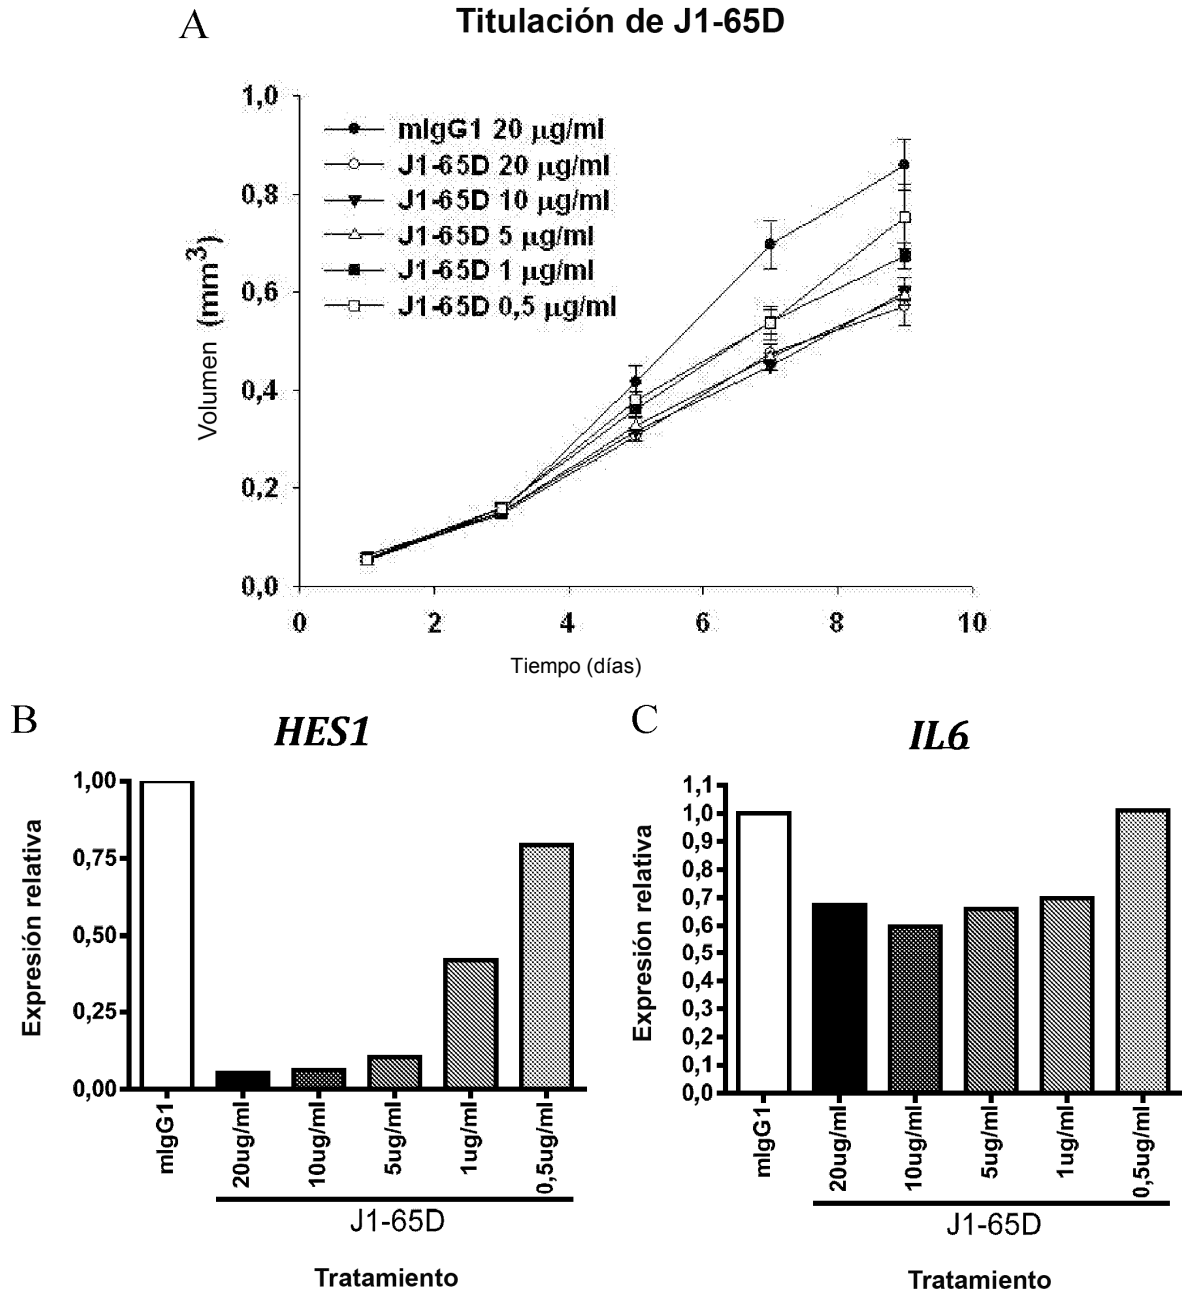 A
Titulación de J1-65D
1,0
0,8
0,6
0,4
0,2
0,0
Volumen (mm3)
mIgG1 20 µg/ml
J1-65D 20 µg/ml
J1-65D 10 µg/ml
J1-65D 5 µg/ml
J1-65D 1 µg/ml
J1-65D 0,5 µg/ml
0 2 4 6 8 10
Tiempo (días)
B
HES1
Expresión relativa
1,00
0,75
0,50
0,25
0,00
mIgG1
20ug/ml
10ug/ml
5ug/ml
1ug/ml
0,5ug/ml
J1-65D
Tratamiento
C
IL6
Expresión relativa
1,1
1,0
0,9
0,8
0,7
0,6
0,5
0,4
0,3
0,2
0,1
0,0
mIgG1
20ug/ml
10ug/ml
5ug/ml
1ug/ml
0,5ug/ml
J1-65D
Tratamiento